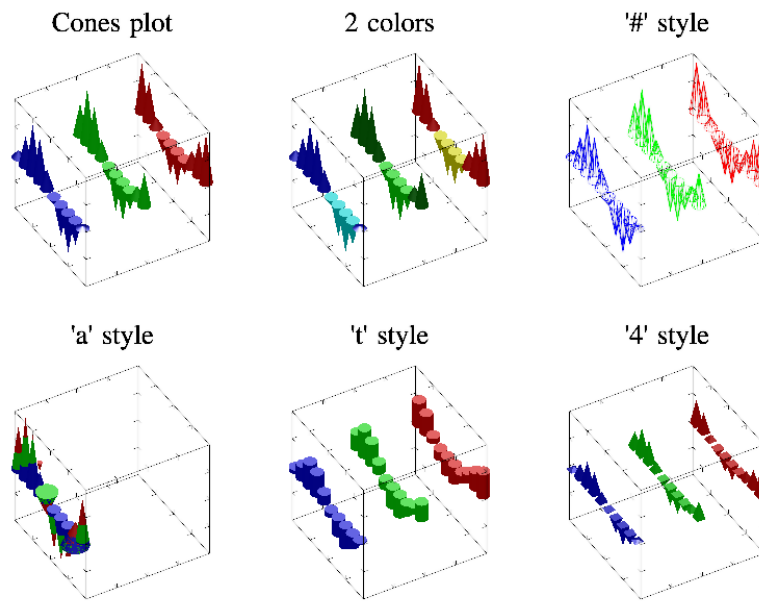 Cones plot
2 colors
'#' style
'a' style
't' style
'4' style